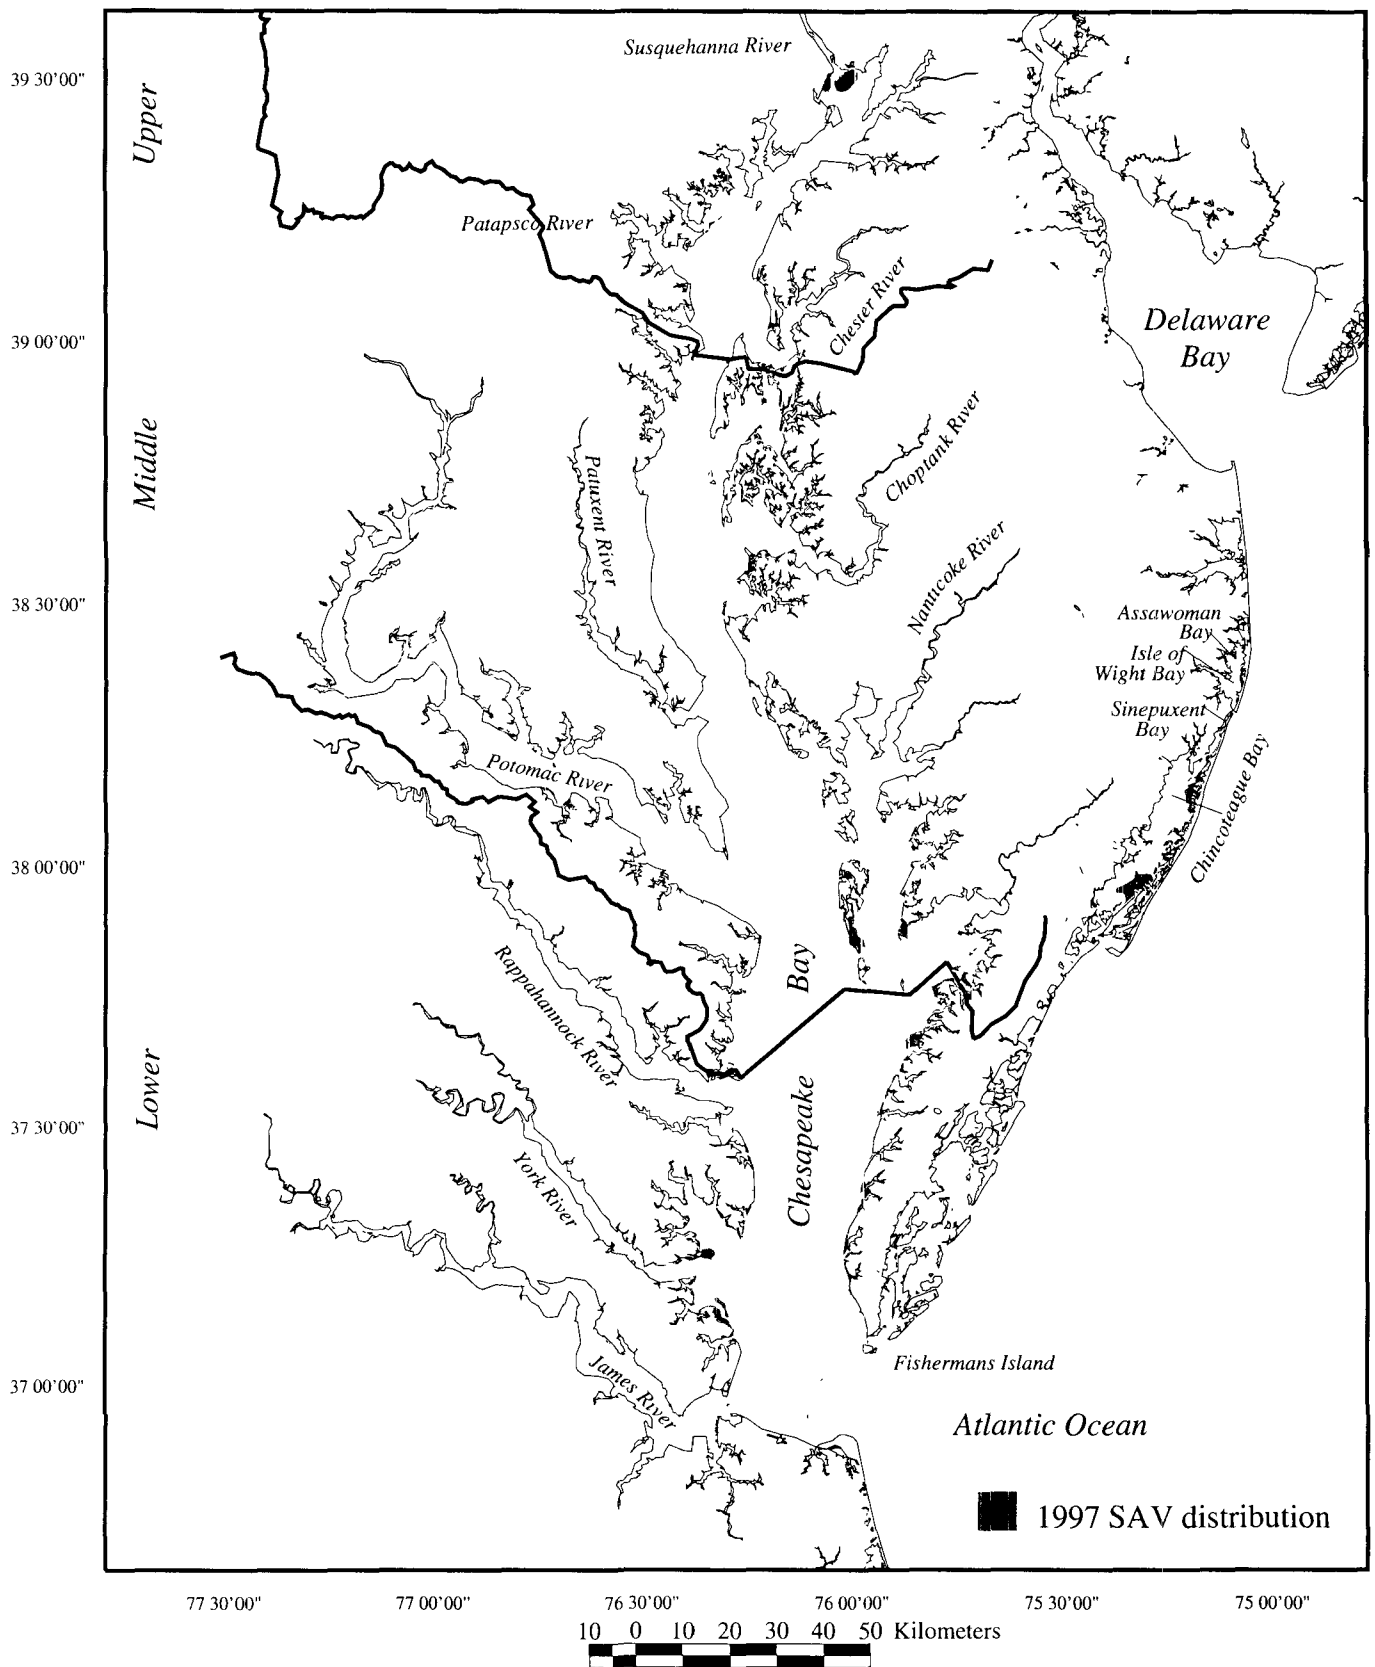 Susquehanna River
39 30'00"
Upper
Patapsco River
Chester River
39 00'00"
Delaware
Bay
Middle
Choptank River
Patuxent River
Nanticoke River
38 30'00"
Assawoman
Bay
Isle of
Wight Bay
Sinepuxent
Bay
Potomac River
Chincoteague Bay
38 00'00"
Rappahannock River
Chesapeake Bay
Lower
37 30'00"
York River
James River
Fishermans Island
37 00'00"
Atlantic Ocean
1997 SAV distribution
77 30'00" 77 00'00" 76 30'00" 76 00'00" 75 30'00" 75 00'00"
10 0 10 20 30 40 50 Kilometers